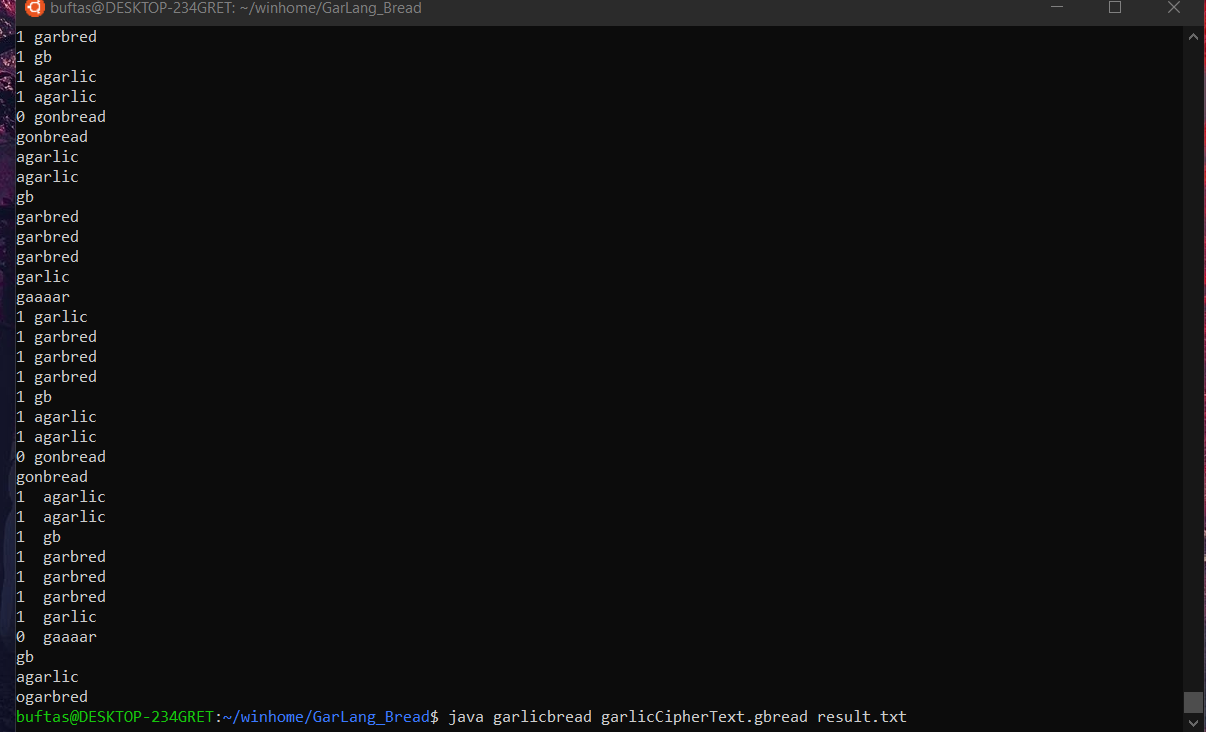 buftas@DESKTOP-234GRET: ~/winhome/GarLang_Bread
1 garbred
1 gb
1 agarlic
1 agarlic
0 gonbread
gonbread
agarlic
agarlic
gb
garbred
garbred
garbred
garlic
gaaaar
1 garlic
1 garbred
1 garbred
1 garbred
1 gb
1 agarlic
1 agarlic
0 gonbread
gonbread
1  agarlic
1  agarlic
1  gb
1  garbred
1  garbred
1  garbred
1  garlic
0  gaaaar
gb
agarlic
ogarbred
buftas@DESKTOP-234GRET:~/winhome/GarLang_Bread$ java garlicbread garlicCipherText.gbread result.txt